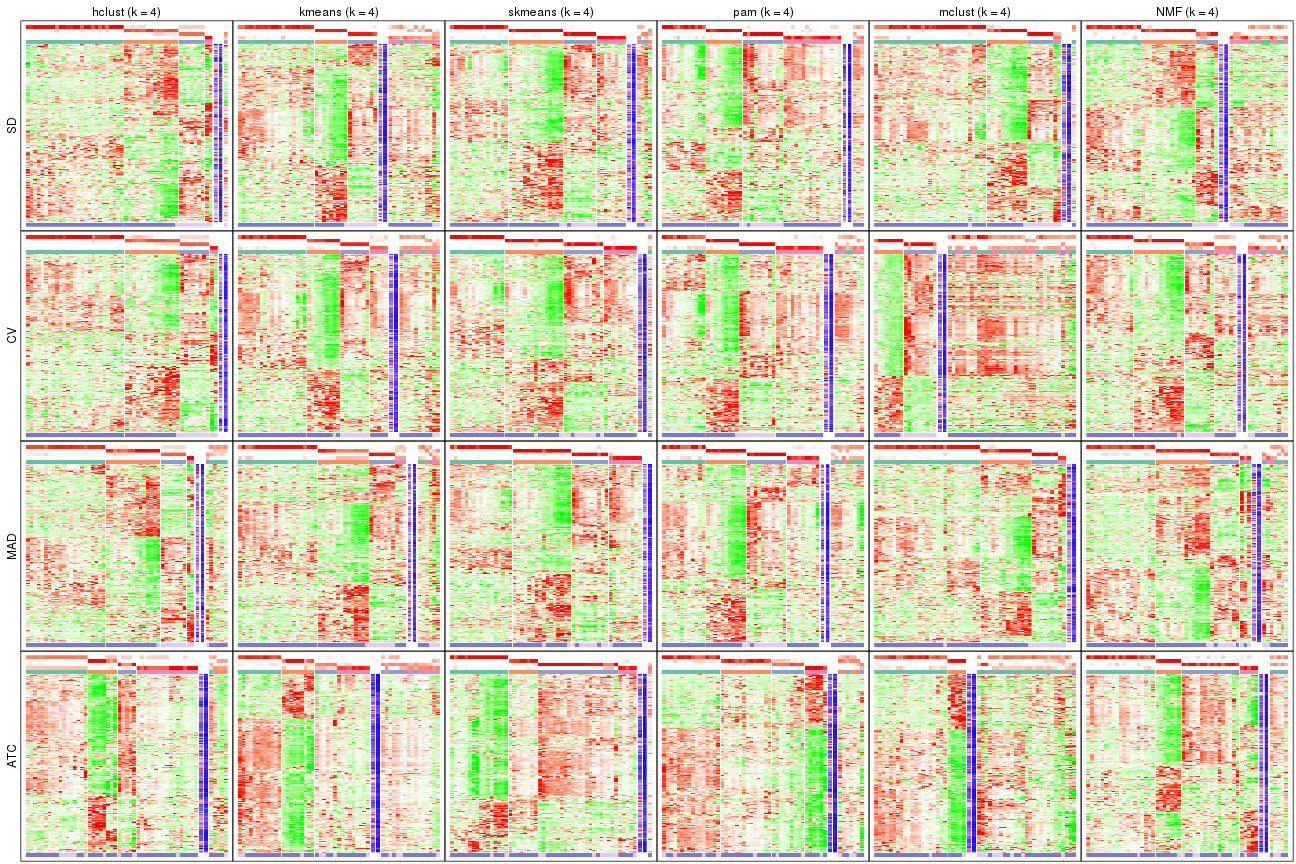 hclust (k = 4) kmeans (k = 4) skmeans (k = 4) pam (k = 4) mclust (k = 4) NMF (k = 4)
SD
CV
MAD
ATC